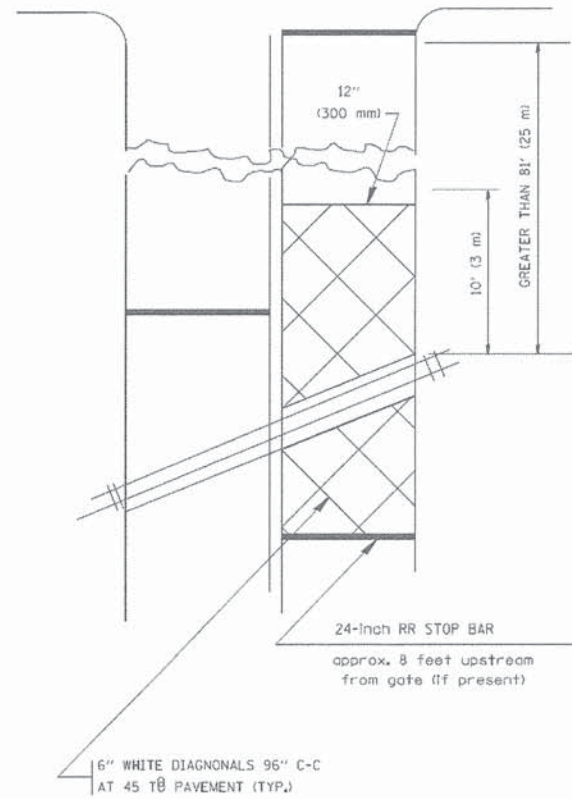 12"
(300 mm)
GREATER THAN 81' (25 m)
10' (3 m)
24-Inch RR STOP BAR
approx. 8 feet upstream
from gate (if present)
6" WHITE DIAGNONALS 96" C-C
AT 45 TO PAVEMENT (TYP.)